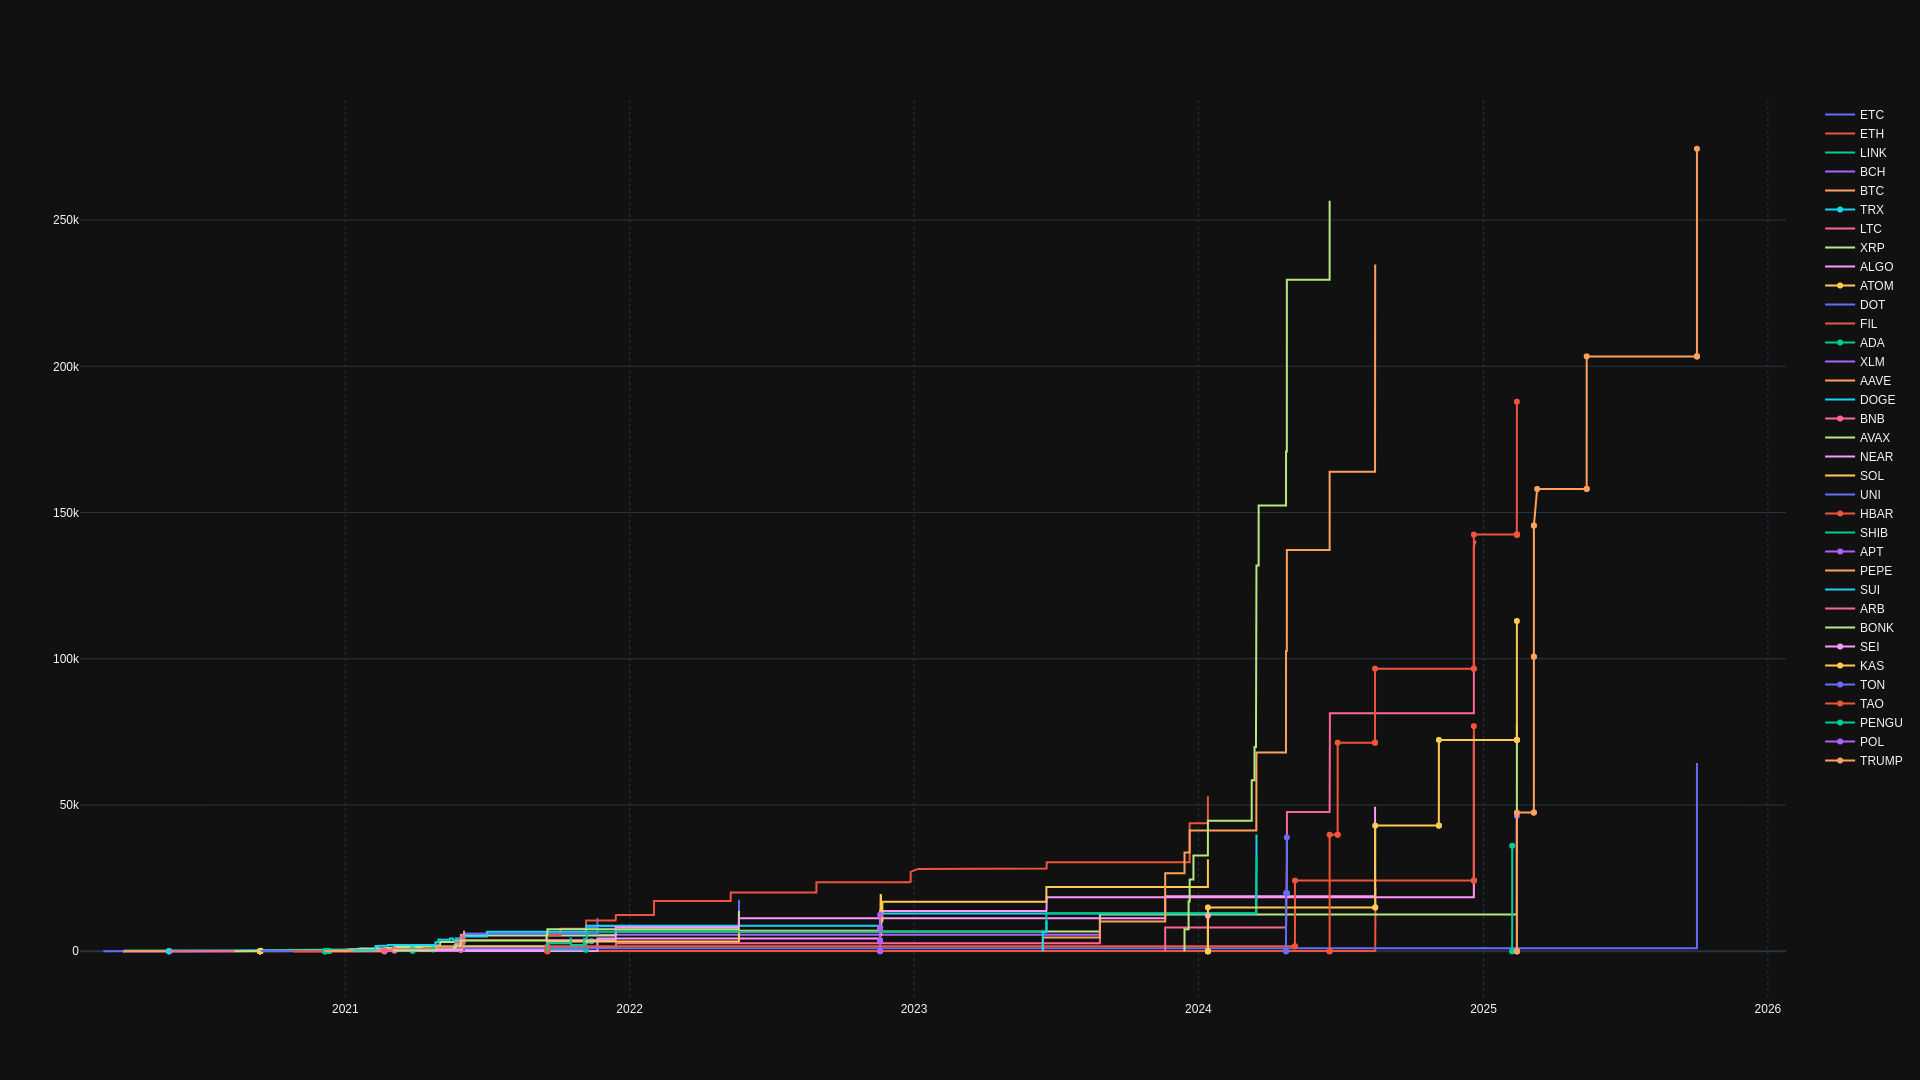 250k
200k
150k
100k
50k
0
2021
2022
2023
2024
2025
2026
ETC
ETH
LINK
BCH
BTC
TRX
LTC
XRP
ALGO
ATOM
DOT
FIL
ADA
XLM
AAVE
DOGE
BNB
AVAX
NEAR
SOL
UNI
HBAR
SHIB
APT
PEPE
SUI
ARB
BONK
SEI
KAS
TON
TAO
PENGU
POL
TRUMP